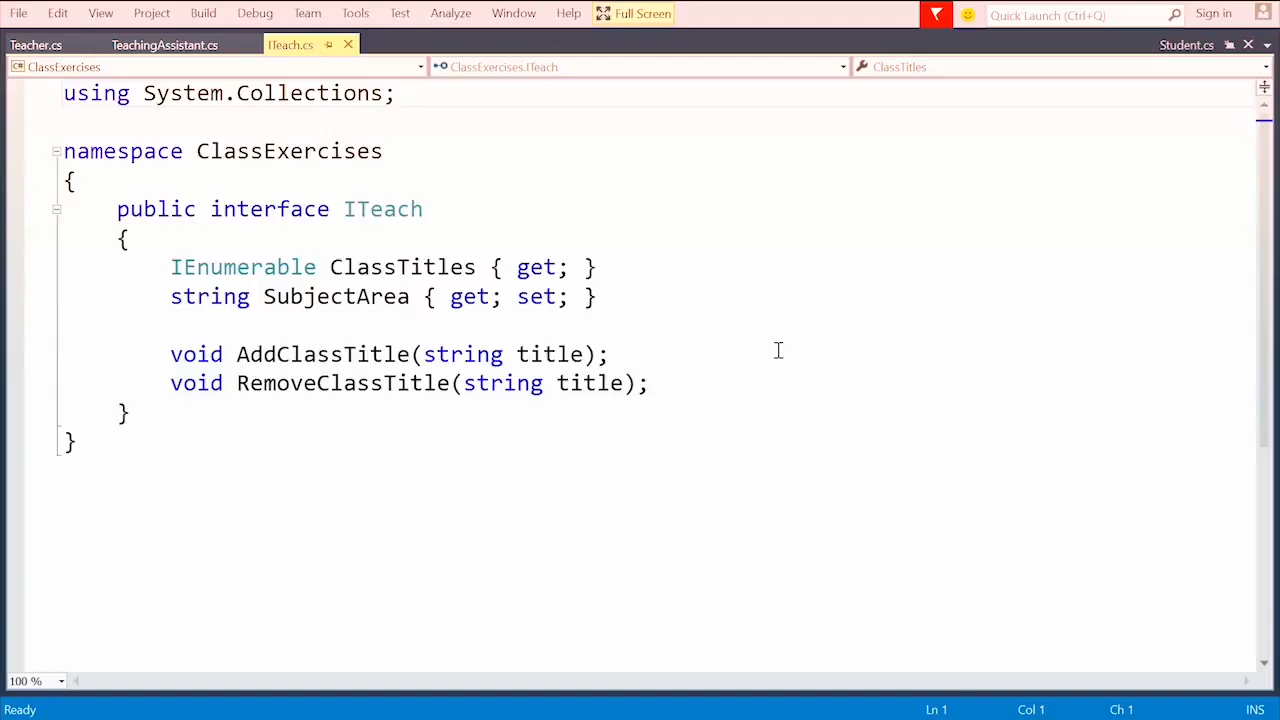 File Edit View Project Build Debug Team Tools Test Analyze Window Help Full Screen Quick Launch (Ctrl+Q) Sign in
Teacher.cs TeachingAssistant.cs ITeach.cs Student.cs
C# ClassExercises ClassExercises.ITeach ClassTitles
using System.Collections;
namespace ClassExercises
{
public interface ITeach
{
IEnumerable ClassTitles { get; }
string SubjectArea { get; set; }
void AddClassTitle(string title);
void RemoveClassTitle(string title);
}
}
100 %
Ready Ln 1 Col 1 Ch 1 INS